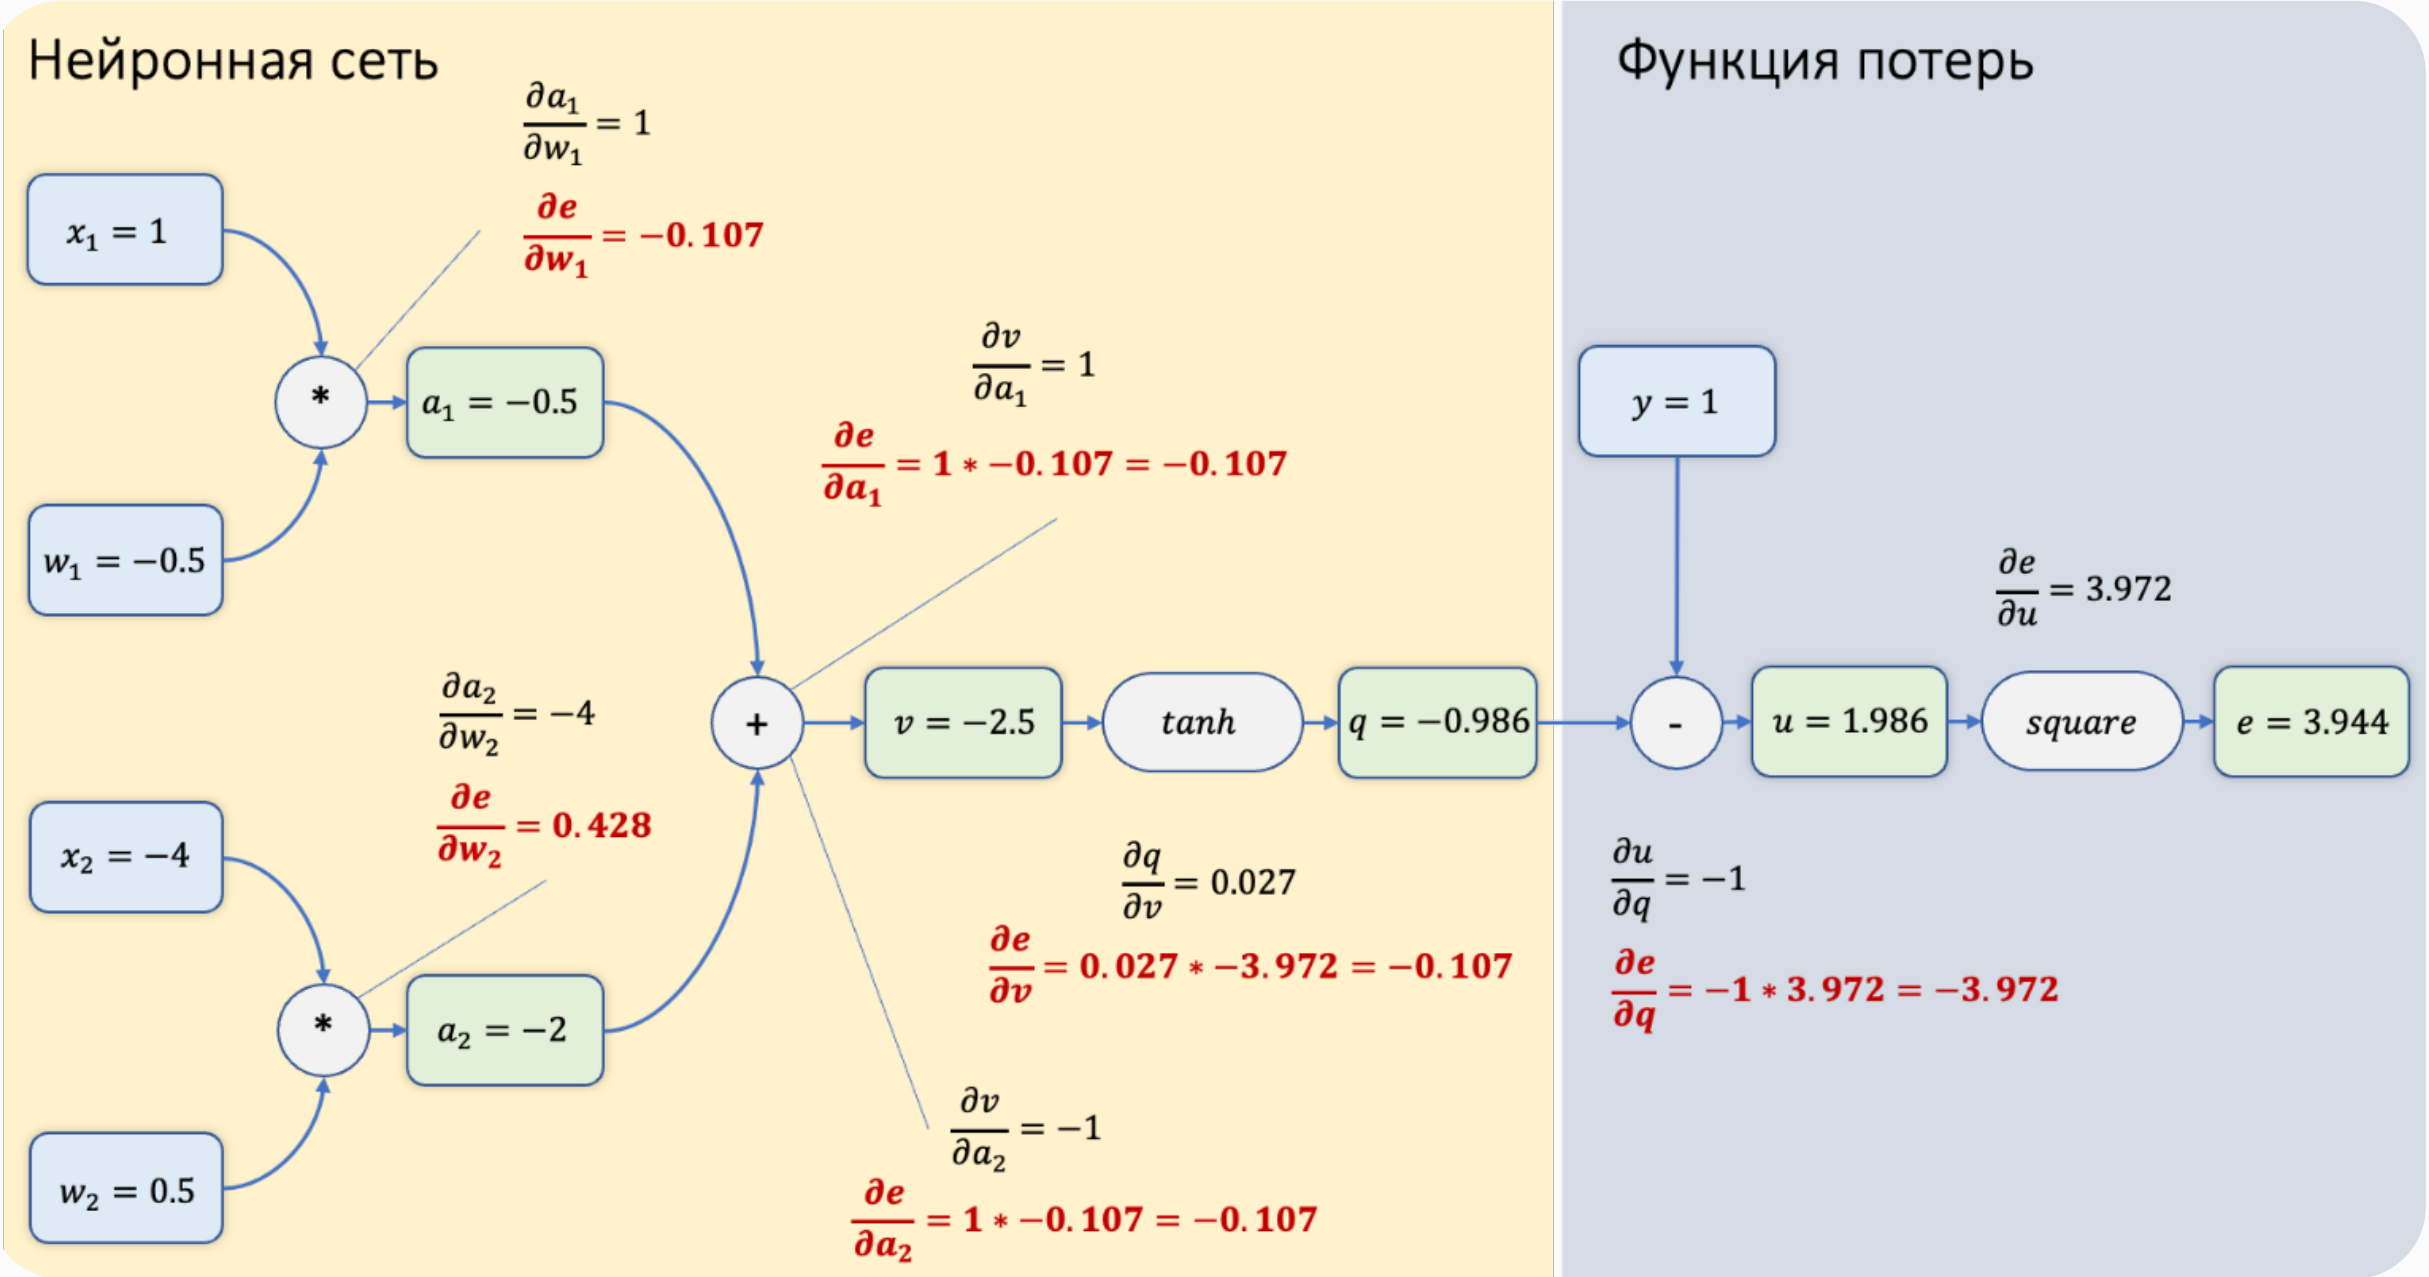 Нейронная сеть
Функция потерь
∂a₁/∂w₁ = 1
∂e/∂w₁ = −0.107
x₁ = 1
*
a₁ = −0.5
w₁ = −0.5
∂v/∂a₁ = 1
∂e/∂a₁ = 1 * −0.107 = −0.107
y = 1
∂e/∂u = 3.972
∂a₂/∂w₂ = −4
∂e/∂w₂ = 0.428
+
v = −2.5
tanh
q = −0.986
-
u = 1.986
square
e = 3.944
x₂ = −4
*
a₂ = −2
w₂ = 0.5
∂q/∂v = 0.027
∂e/∂v = 0.027 * −3.972 = −0.107
∂u/∂q = −1
∂e/∂q = −1 * 3.972 = −3.972
∂v/∂a₂ = −1
∂e/∂a₂ = 1 * −0.107 = −0.107